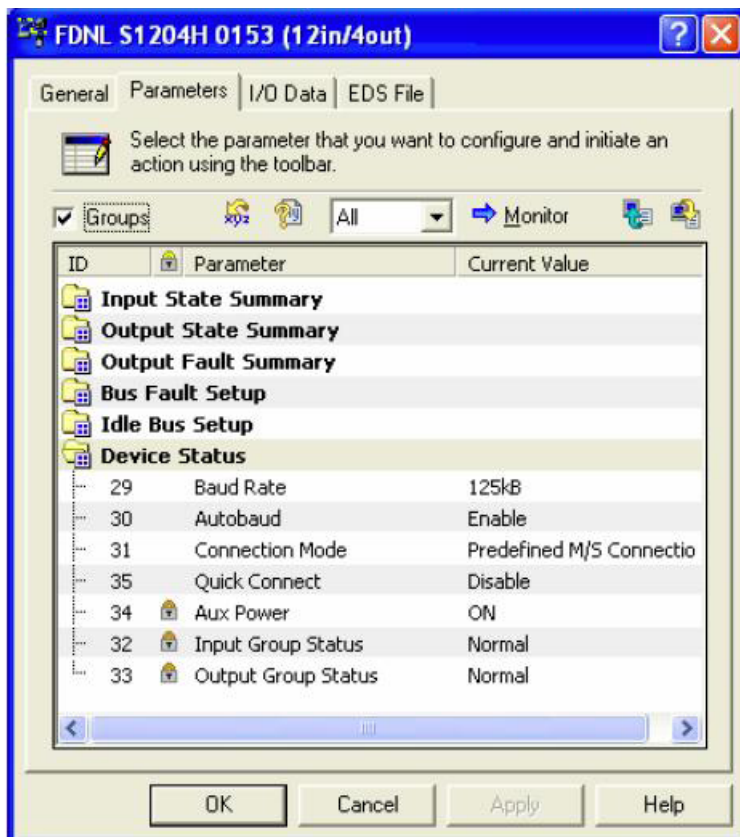 FDNL S1204H 0153 (12in/4out)
General Parameters I/O Data EDS File
Select the parameter that you want to configure and initiate an
action using the toolbar.
Groups xyz All Monitor
ID Parameter Current Value
Input State Summary
Output State Summary
Output Fault Summary
Bus Fault Setup
Idle Bus Setup
Device Status
29 Baud Rate 125kB
30 Autobaud Enable
31 Connection Mode Predefined M/S Connectio
35 Quick Connect Disable
34 Aux Power ON
32 Input Group Status Normal
33 Output Group Status Normal
OK Cancel Apply Help